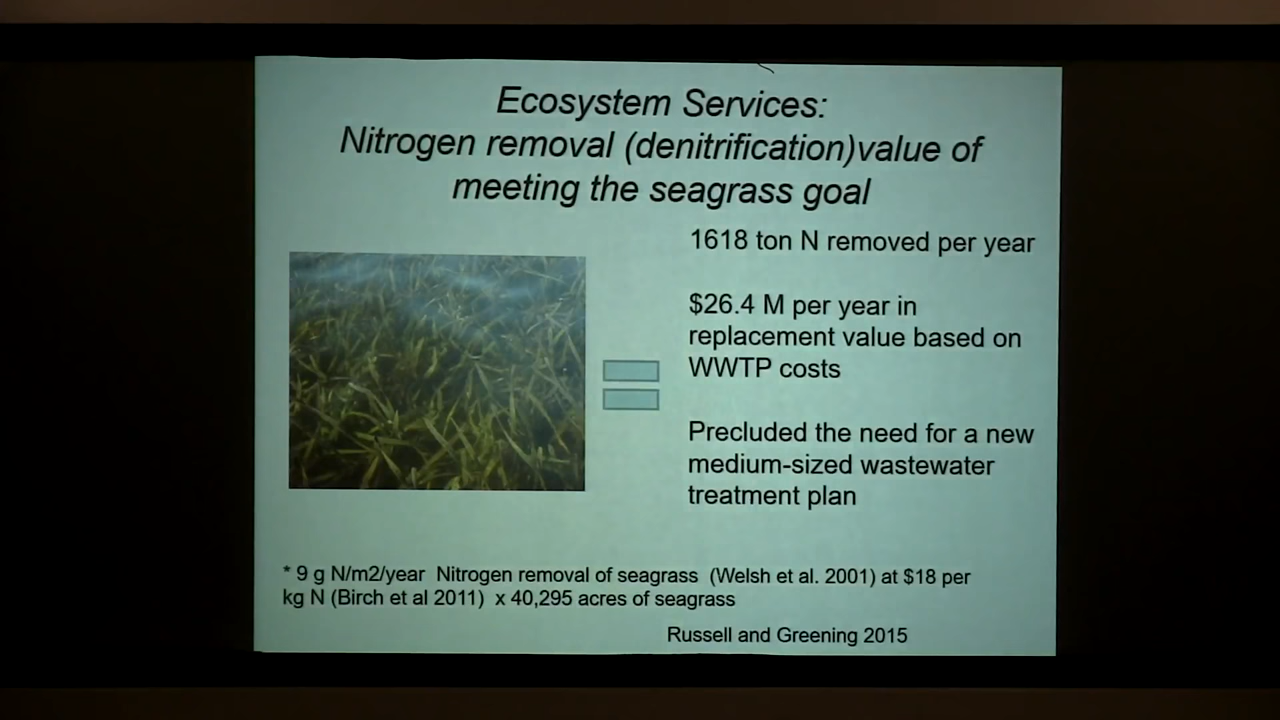 Ecosystem Services:
Nitrogen removal (denitrification)value of
meeting the seagrass goal
1618 ton N removed per year
$26.4 M per year in
replacement value based on
WWTP costs
Precluded the need for a new
medium-sized wastewater
treatment plan
* 9 g N/m2/year Nitrogen removal of seagrass (Welsh et al. 2001) at $18 per
kg N (Birch et al 2011) x 40,295 acres of seagrass
Russell and Greening 2015